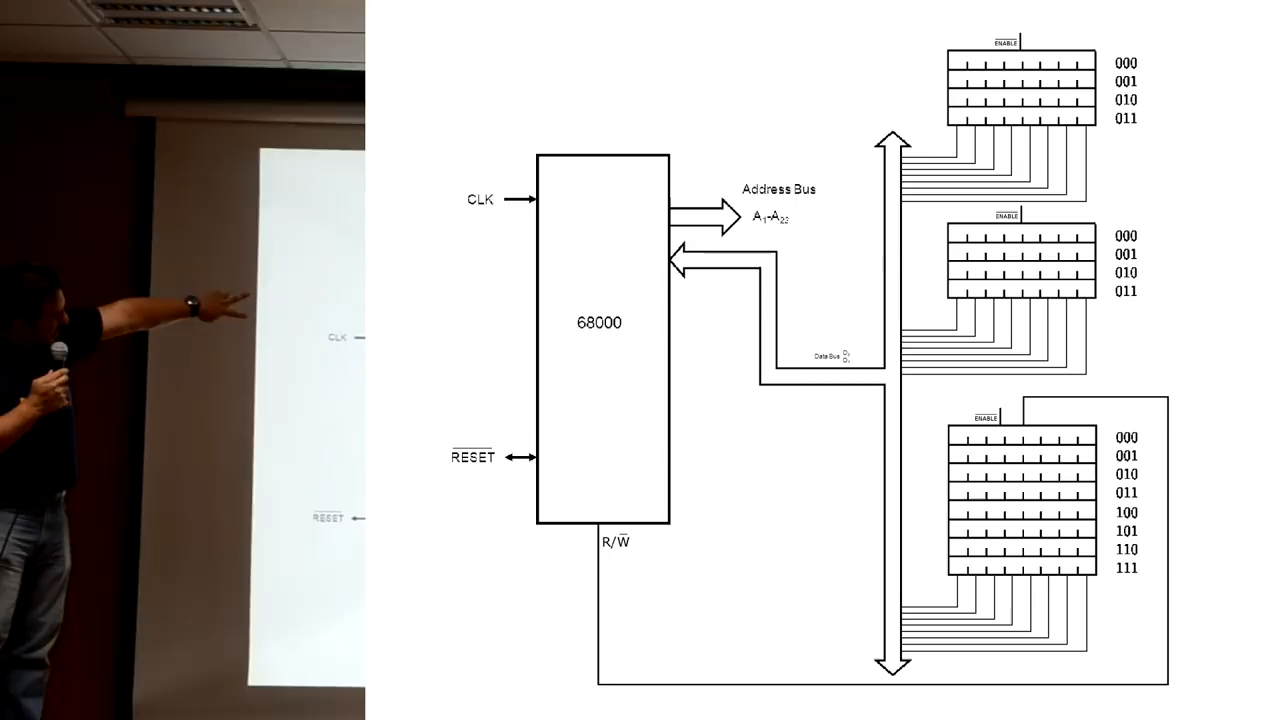 ENABLE
000
001
010
011
CLK
Address Bus
A1-A23
ENABLE
000
001
010
011
68000
Data Bus
CLK
ENABLE
000
001
010
011
100
101
110
111
RESET
RESET
R/W̅